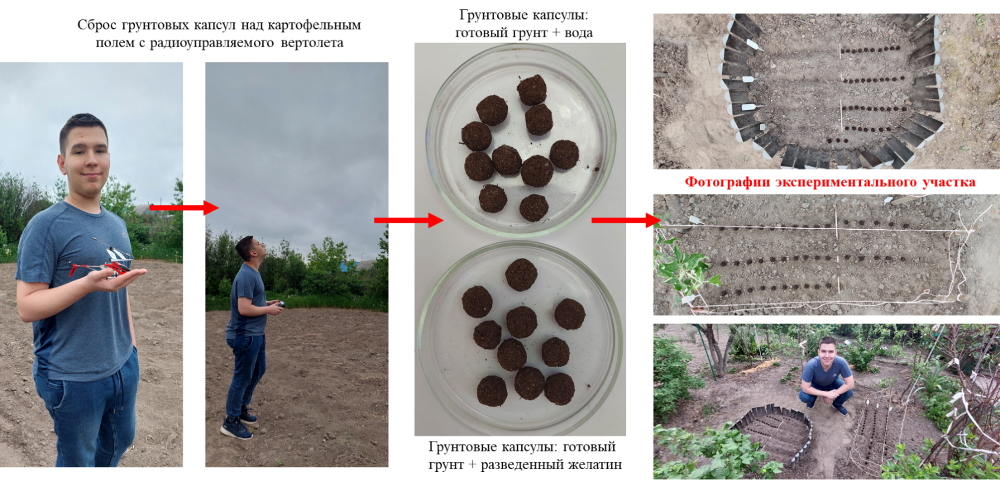 Сброс грунтовых капсул над картофельным
полем с радиоуправляемого вертолета
Грунтовые капсулы:
готовый грунт + вода
Фотографии экспериментального участка
Грунтовые капсулы: готовый
грунт + разведенный желатин